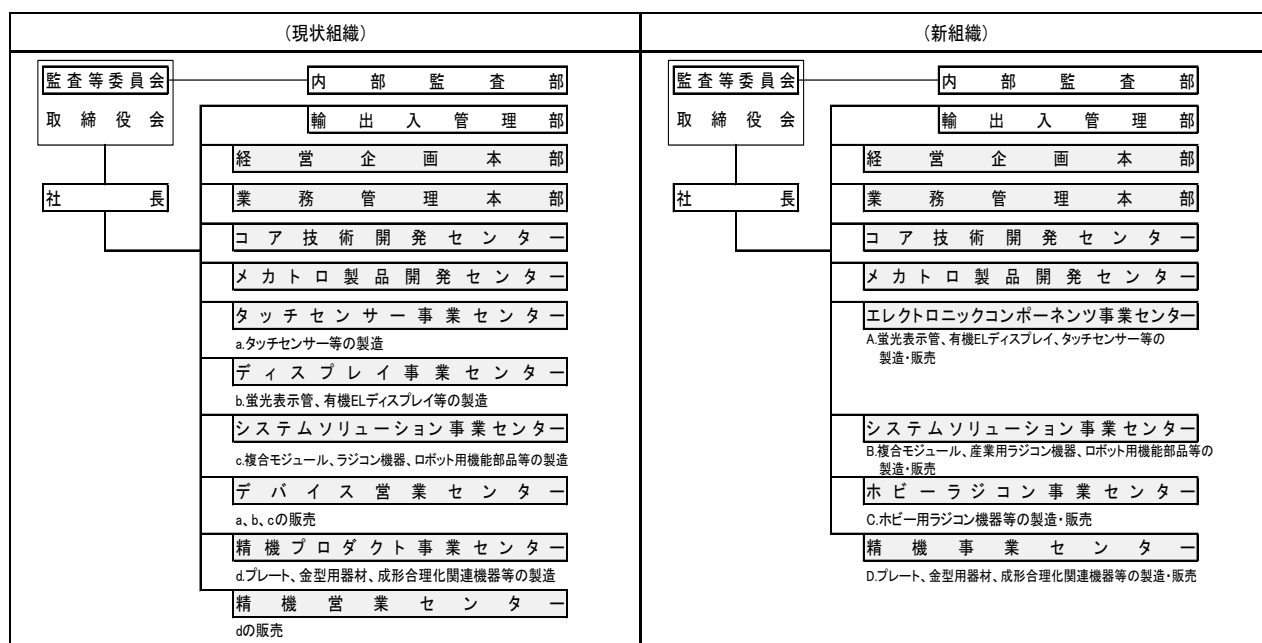 (現状組織)
監査等委員会
内部監査部
取締役会
輸出入管理部
経営企画本部
社長
業務管理本部
コア技術開発センター
メカトロ製品開発センター
タッチセンサー事業センター
a.タッチセンサー等の製造
ディスプレイ事業センター
b.蛍光表示管、有機ELディスプレイ等の製造
システムソリューション事業センター
c.複合モジュール、ラジコン機器、ロボット用機能部品等の製造
デバイス営業センター
a、b、cの販売
精機プロダクト事業センター
d.プレート、金型用器材、成形合理化関連機器等の製造
精機営業センター
dの販売
(新組織)
監査等委員会
内部監査部
取締役会
輸出入管理部
経営企画本部
社長
業務管理本部
コア技術開発センター
メカトロ製品開発センター
エレクトロニックコンポーネンツ事業センター
A.蛍光表示管、有機ELディスプレイ、タッチセンサー等の
製造・販売
システムソリューション事業センター
B.複合モジュール、産業用ラジコン機器、ロボット用機能部品等の
製造・販売
ホビーラジコン事業センター
C.ホビー用ラジコン機器等の製造・販売
精機事業センター
D.プレート、金型用器材、成形合理化関連機器等の製造・販売